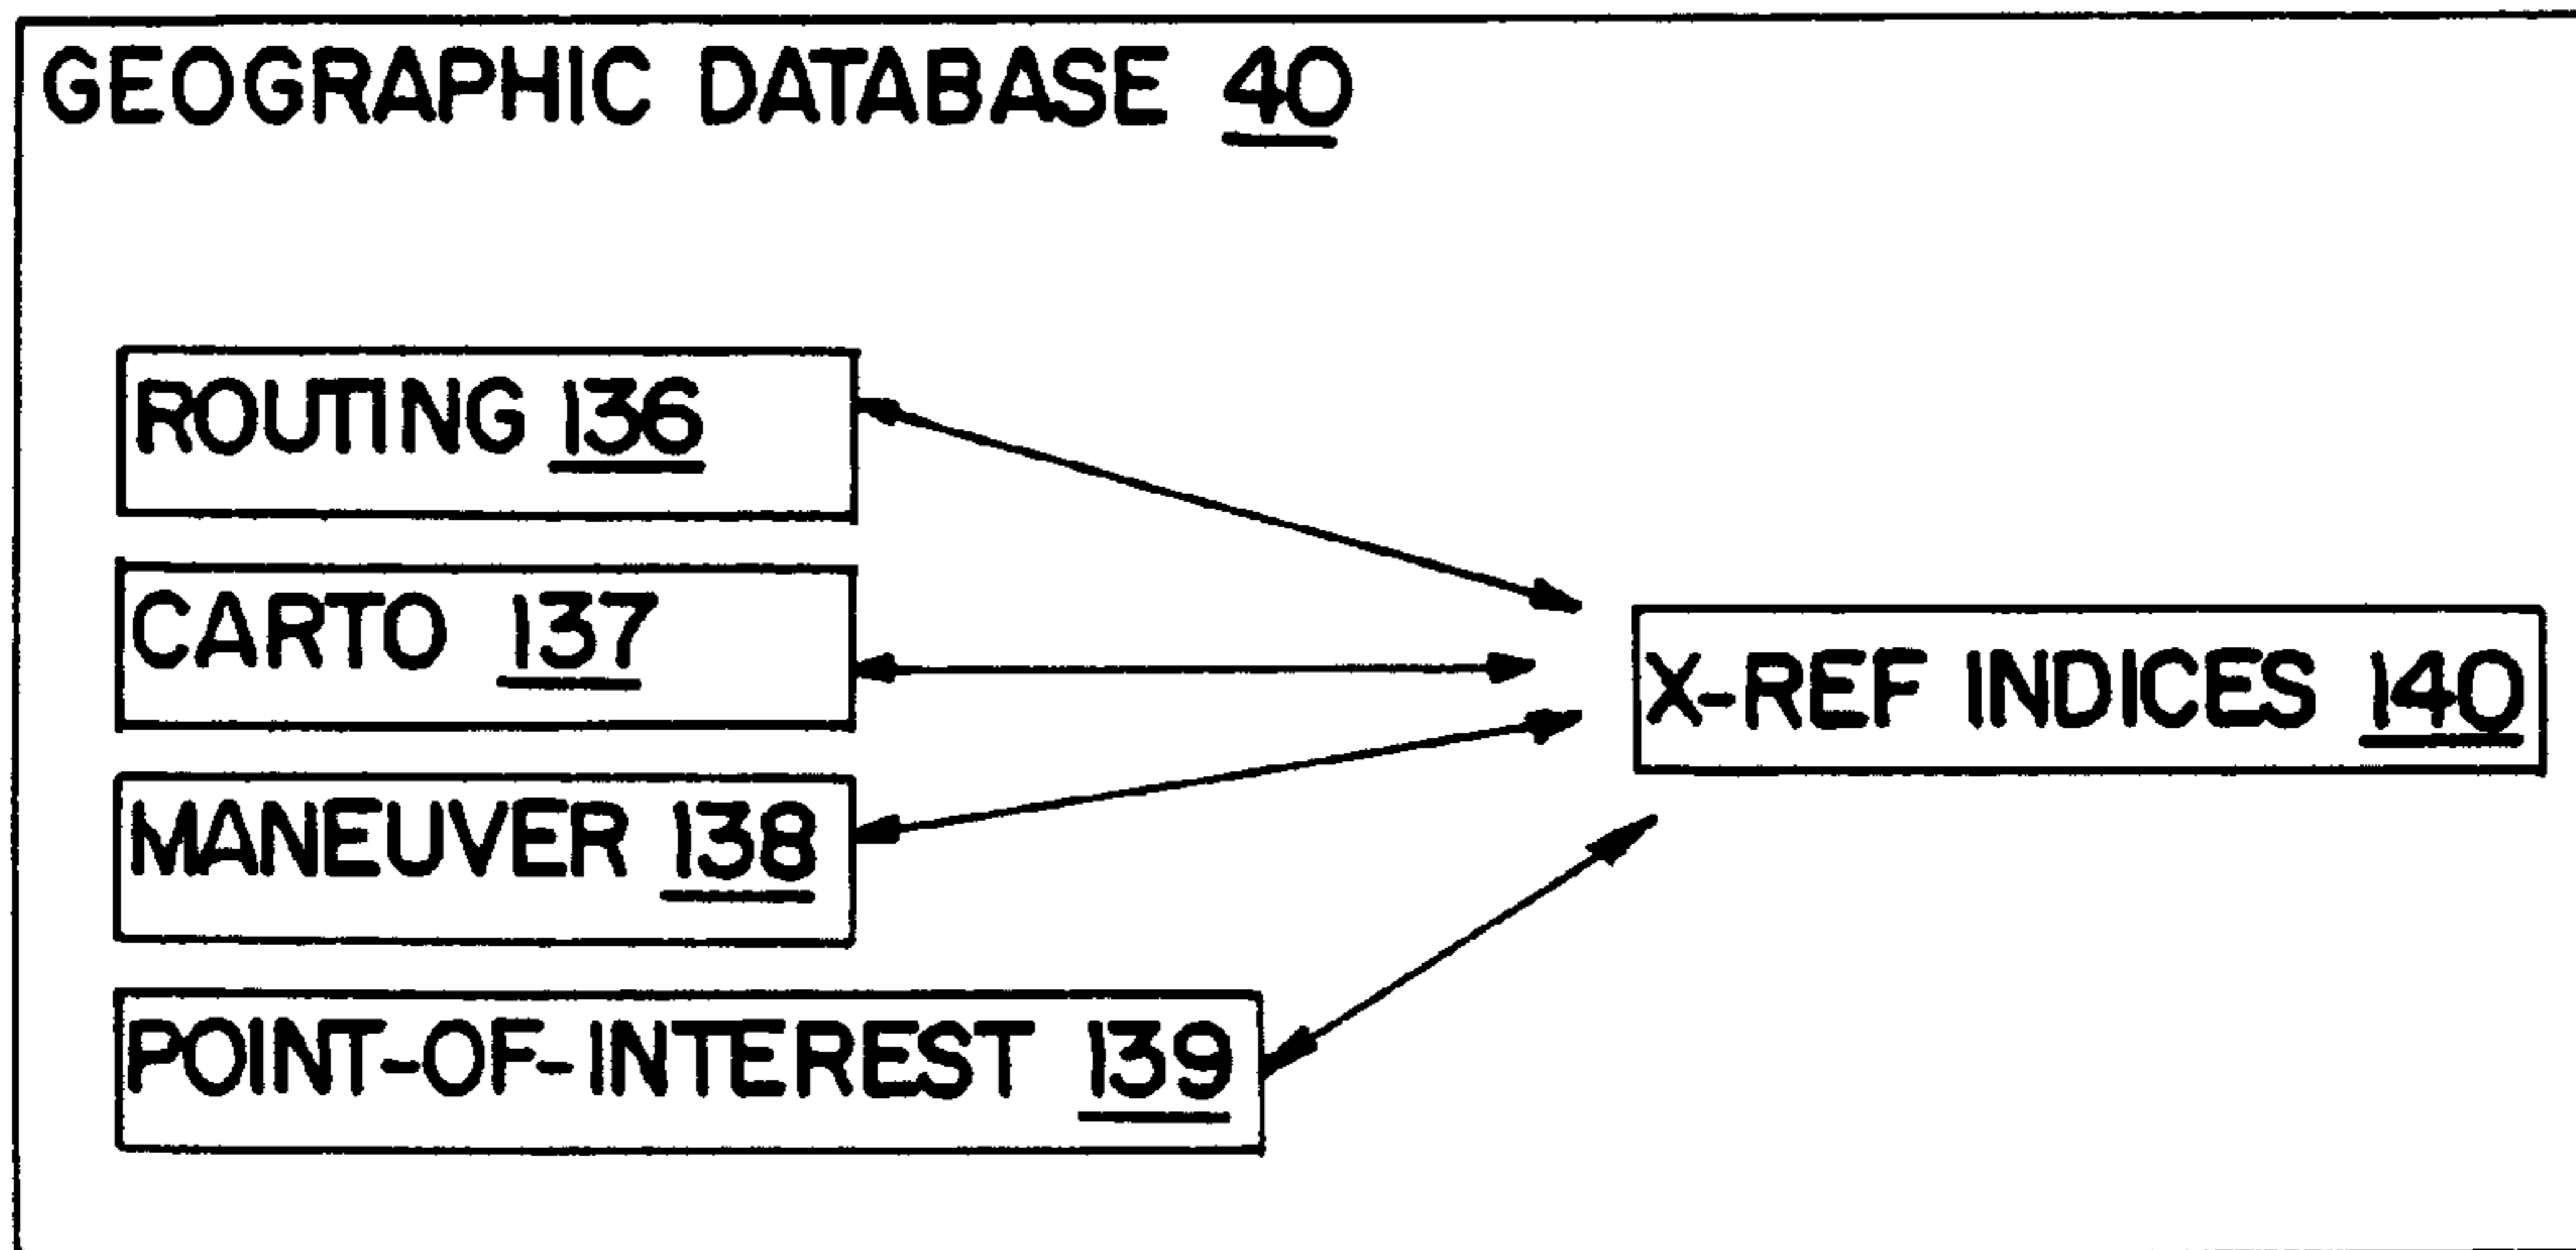 GEOGRAPHIC DATABASE 40
ROUTING 136
CARTO 137
MANEUVER 138
POINT-OF-INTEREST 139
X-REF INDICES 140